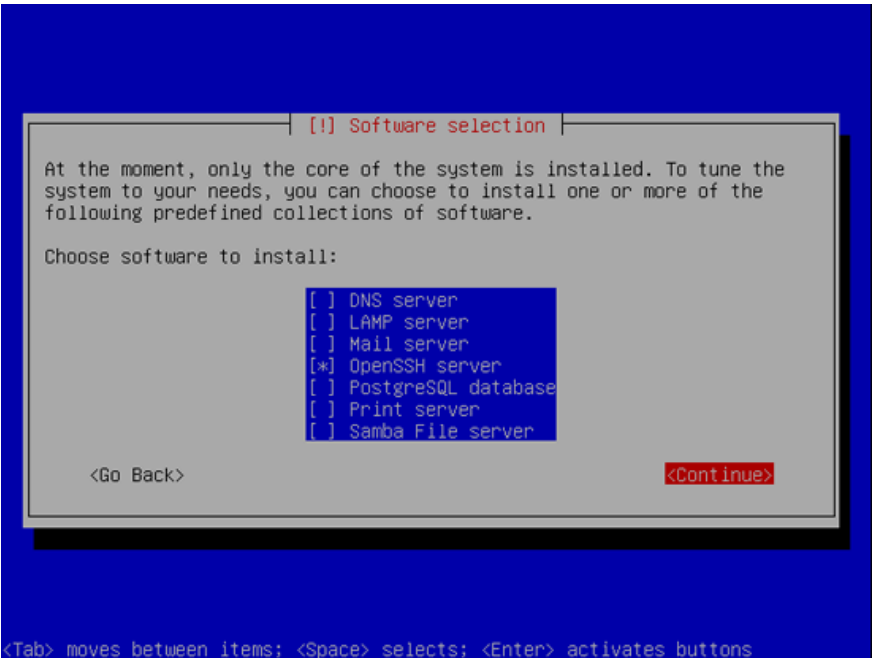 [!] Software selection
At the moment, only the core of the system is installed. To tune the
system to your needs, you can choose to install one or more of the
following predefined collections of software.
Choose software to install:
[ ] DNS server
[ ] LAMP server
[ ] Mail server
[*] OpenSSH server
[ ] PostgreSQL database
[ ] Print server
[ ] Samba File server
<Go Back> <Continue>
<Tab> moves between items; <Space> selects; <Enter> activates buttons